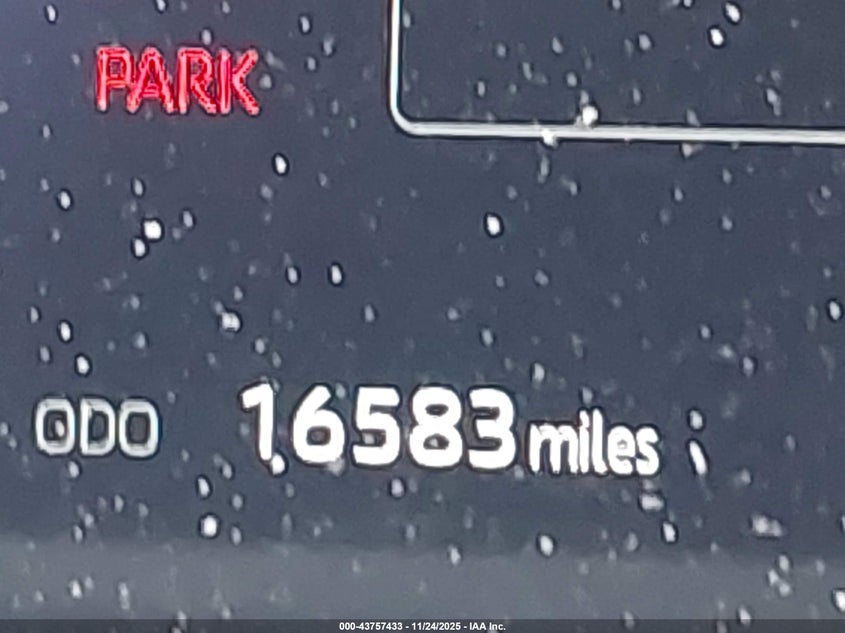 PARK
ODO 16583 miles
000-43757433 - 11/24/2025 - IAA Inc.